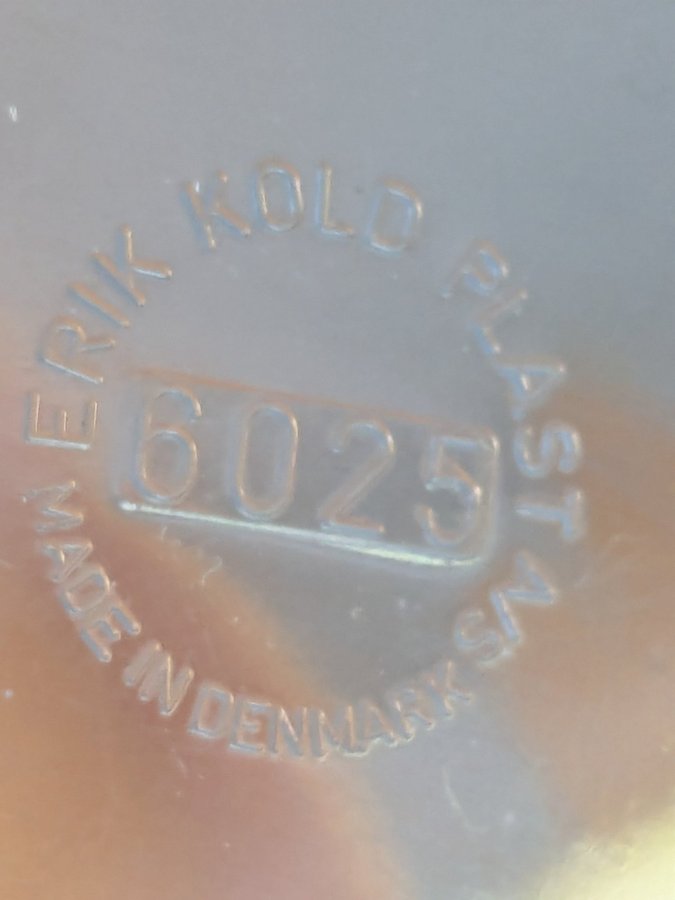 ERIK KOLD PLAST A/S
6025
MADE IN DENMARK